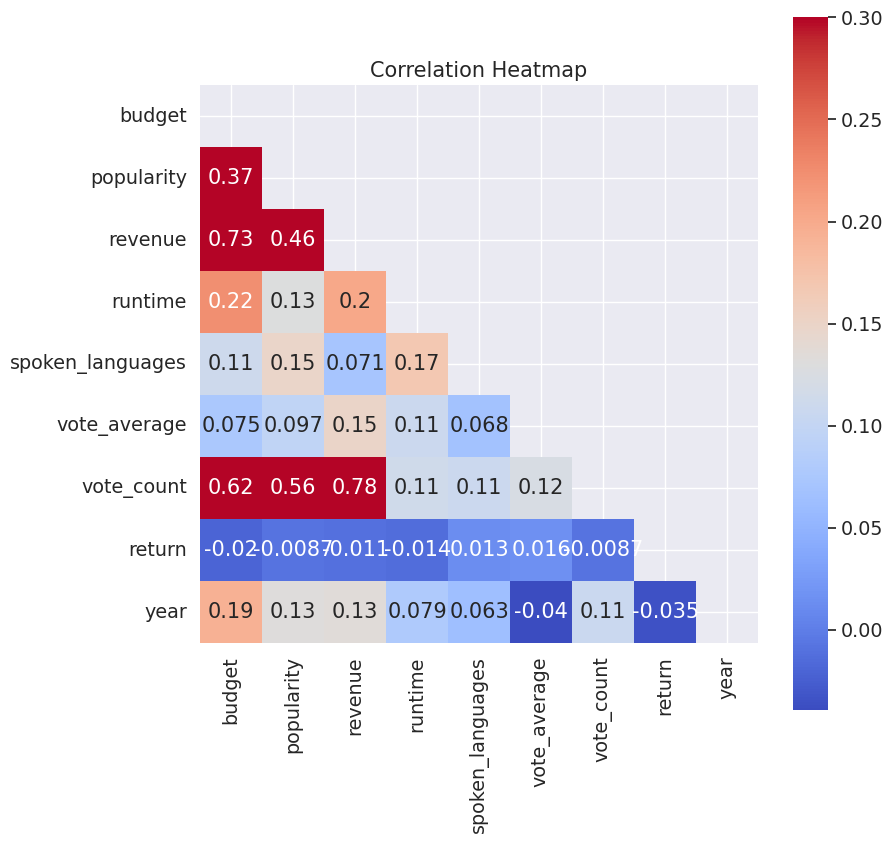 Correlation Heatmap
0.30
0.25
0.20
0.15
0.10
0.05
0.00
budget
popularity 0.37
revenue 0.73 0.46
runtime 0.22 0.13 0.2
spoken_languages 0.11 0.15 0.071 0.17
vote_average 0.075 0.097 0.15 0.11 0.068
vote_count 0.62 0.56 0.78 0.11 0.11 0.12
return -0.02 -0.0087 -0.011 -0.014 0.013 0.016 -0.0087
year 0.19 0.13 0.13 0.079 0.063 -0.04 0.11 -0.035
budget
popularity
revenue
runtime
spoken_languages
vote_average
vote_count
return
year